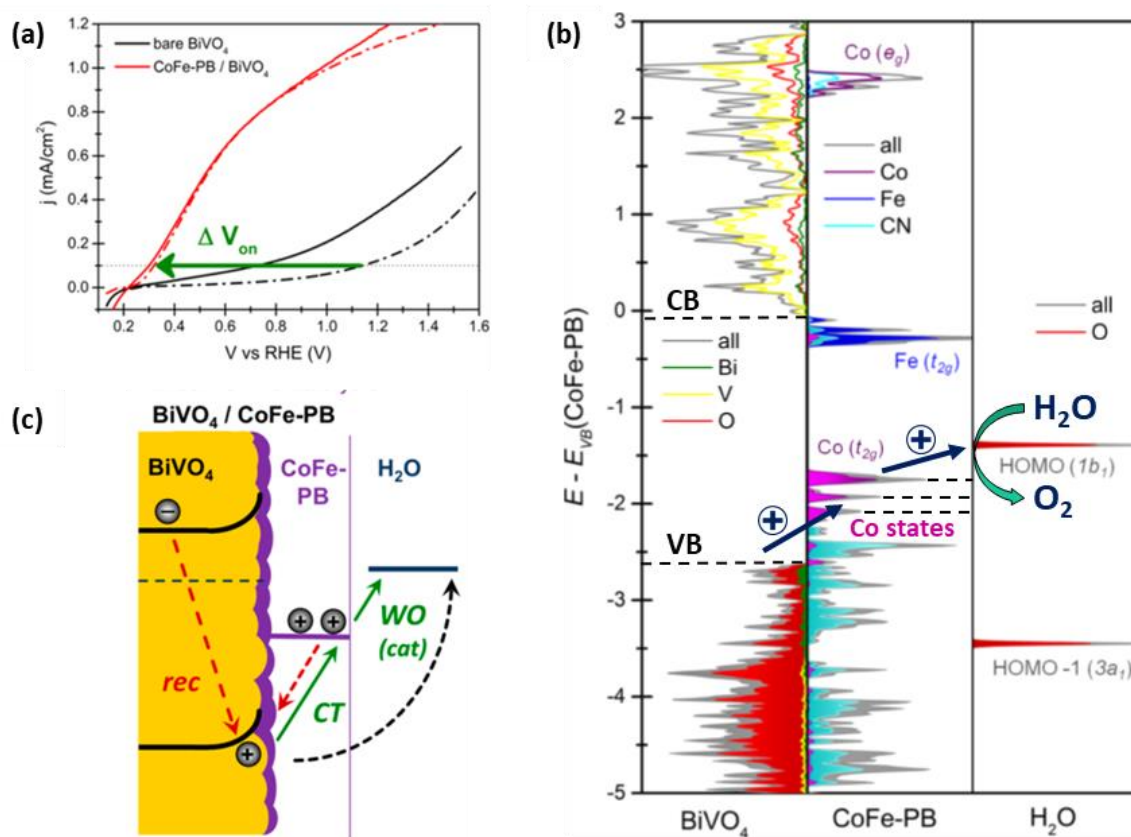 (a)
1.2
1.0
0.8
0.6
0.4
0.2
0.0
j (mA/cm²)
bare BiVO₄
CoFe-PB / BiVO₄
Δ Vₒₙ
0.2 0.4 0.6 0.8 1.0 1.2 1.4 1.6
V vs RHE (V)
(b)
3
2
1
0
-1
-2
-3
-4
-5
E - E_VB(CoFe-PB)
Co (e_g)
all
Co
Fe
CN
CB
all
Bi
V
O
Fe (t₂g)
all
O
H₂O
HOMO (1b₁)
O₂
Co (t₂g)
+
+
Co states
VB
HOMO -1 (3a₁)
BiVO₄
CoFe-PB
H₂O
(c)
BiVO₄ / CoFe-PB
BiVO₄
CoFe-
PB
H₂O
−
+ +
WO
(cat)
rec
CT
+